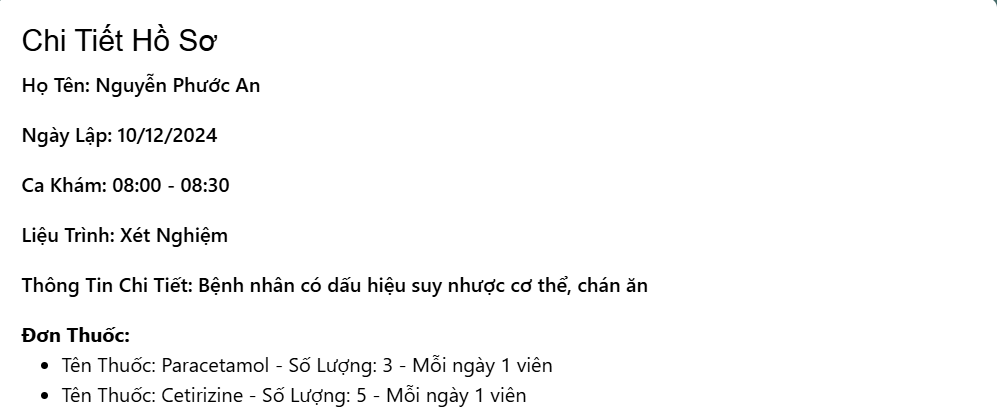 Chi Tiết Hồ Sơ
Họ Tên: Nguyễn Phước An
Ngày Lập: 10/12/2024
Ca Khám: 08:00 - 08:30
Liệu Trình: Xét Nghiệm
Thông Tin Chi Tiết: Bệnh nhân có dấu hiệu suy nhược cơ thể, chán ăn
Đơn Thuốc:
• Tên Thuốc: Paracetamol - Số Lượng: 3 - Mỗi ngày 1 viên
• Tên Thuốc: Cetirizine - Số Lượng: 5 - Mỗi ngày 1 viên